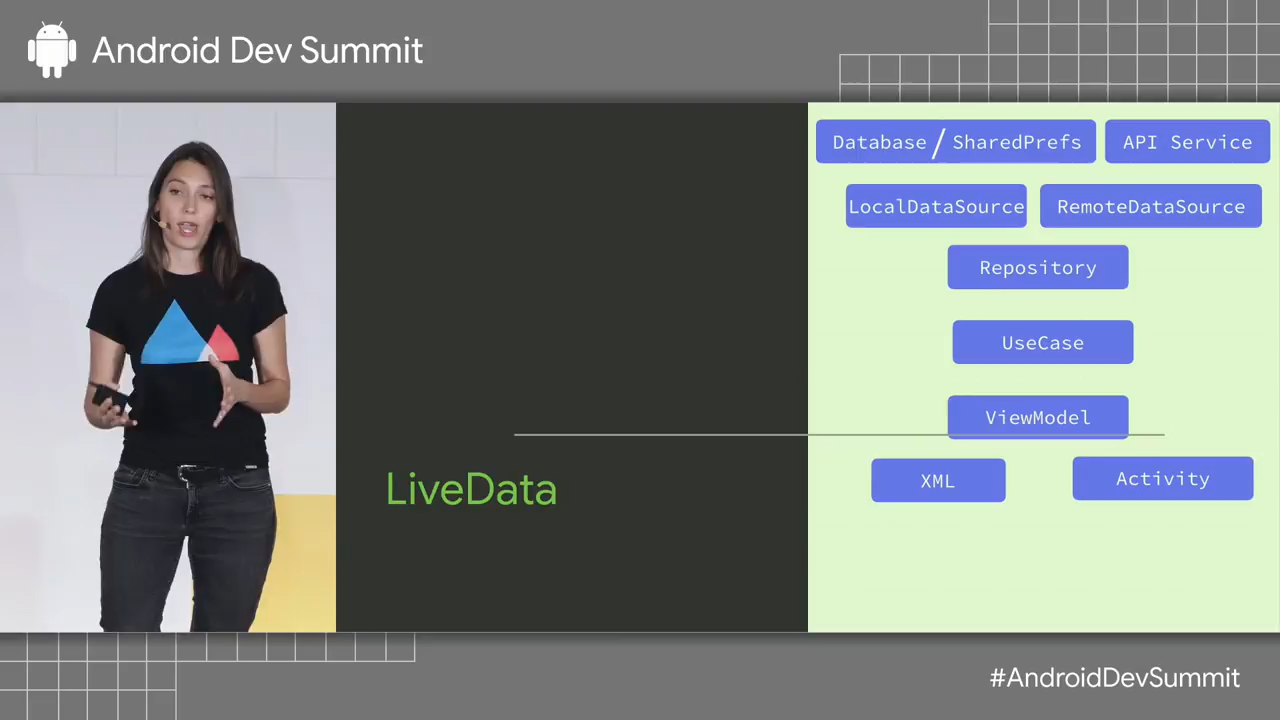 Android Dev Summit
Database / SharedPrefs
API Service
LocalDataSource
RemoteDataSource
Repository
UseCase
ViewModel
LiveData
XML
Activity
#AndroidDevSummit